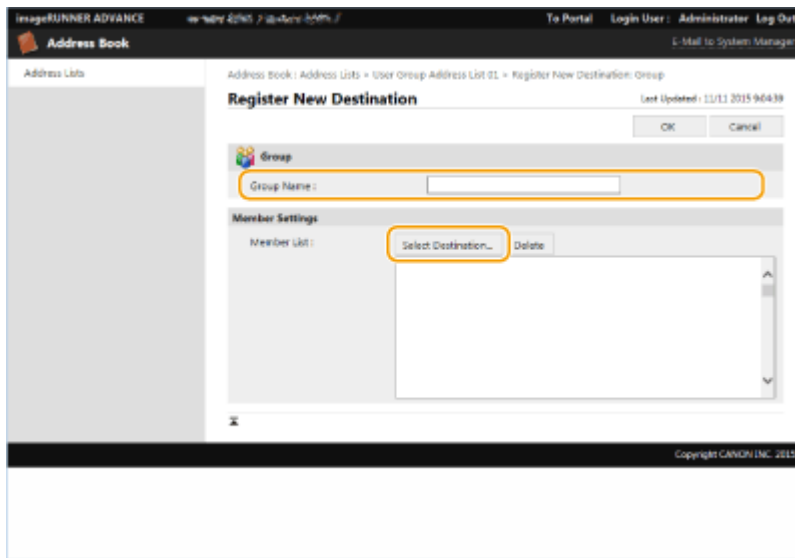 imageRUNNER ADVANCE To Portal Login User : Administrator Log Out
Address Book E-Mail to System Manager
Address Lists
Address Book : Address Lists > User Group Address List 01 > Register New Destination: Group
Register New Destination Last Updated : 11/11 2015 9:04:39
OK Cancel
Group
Group Name :
Member Settings
Member List : Select Destination... Delete
Copyright CANON INC. 2015